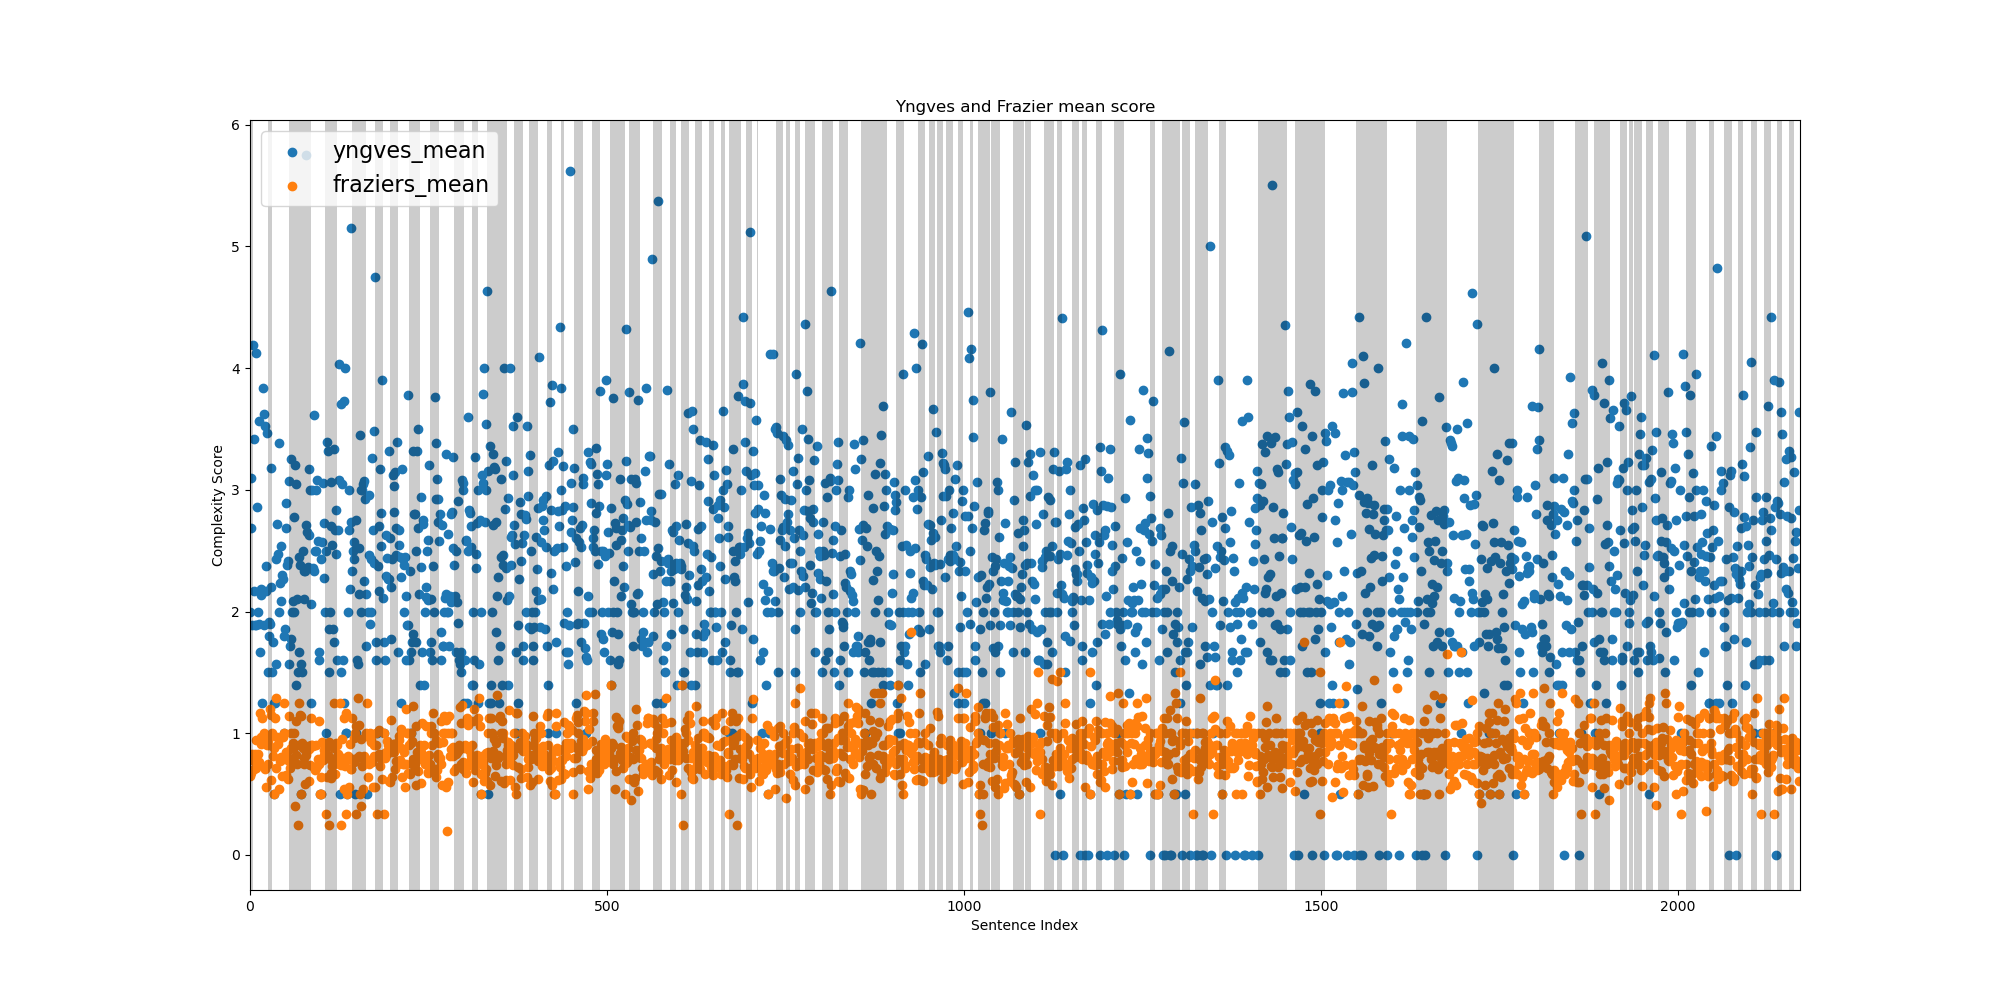 Yngves and Frazier mean score
yngves_mean
fraziers_mean
6
5
4
3
2
1
0
Complexity Score
0
500
1000
1500
2000
Sentence Index